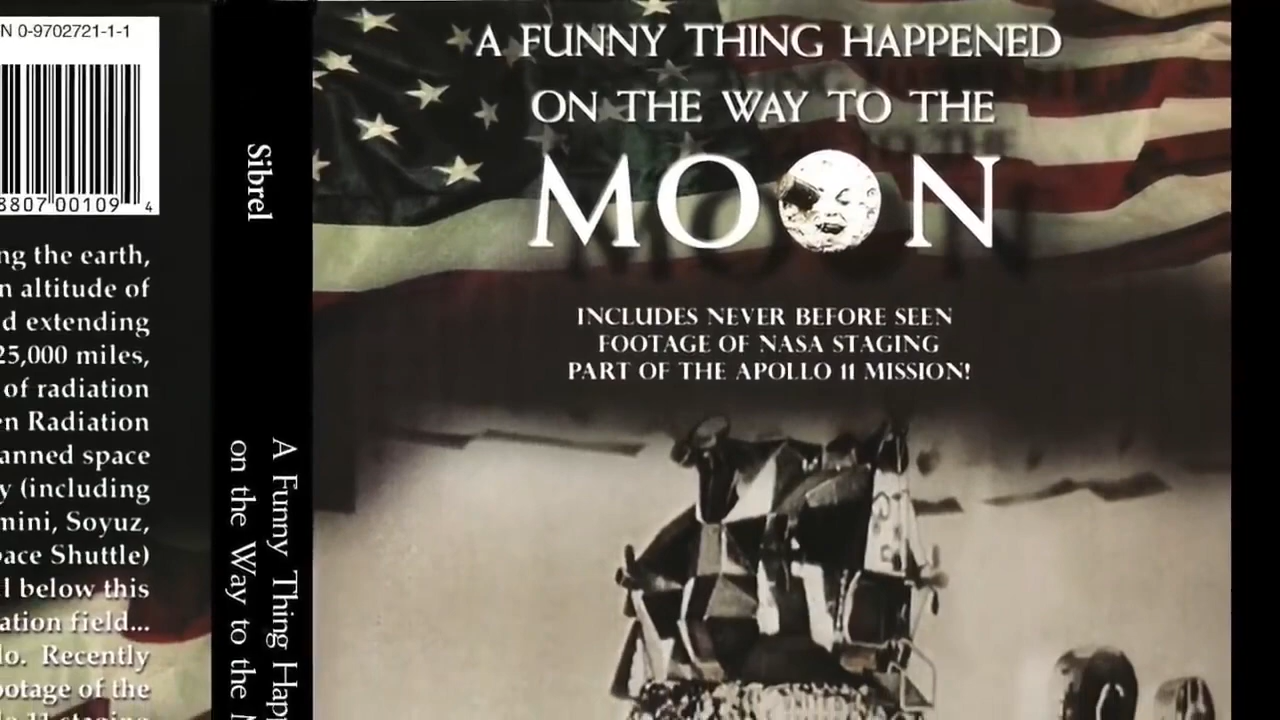 N 0-9702721-1-1
8807 00109 4
ng the earth,
n altitude of
d extending
25,000 miles,
of radiation
en Radiation
anned space
y (including
mini, Soyuz,
pace Shuttle)
l below this
ation field...
lo. Recently
ootage of the
Sibrel
A Funny Thing Happ
on the Way to the M
A FUNNY THING HAPPENED
ON THE WAY TO THE
MOON
INCLUDES NEVER BEFORE SEEN
FOOTAGE OF NASA STAGING
PART OF THE APOLLO 11 MISSION!